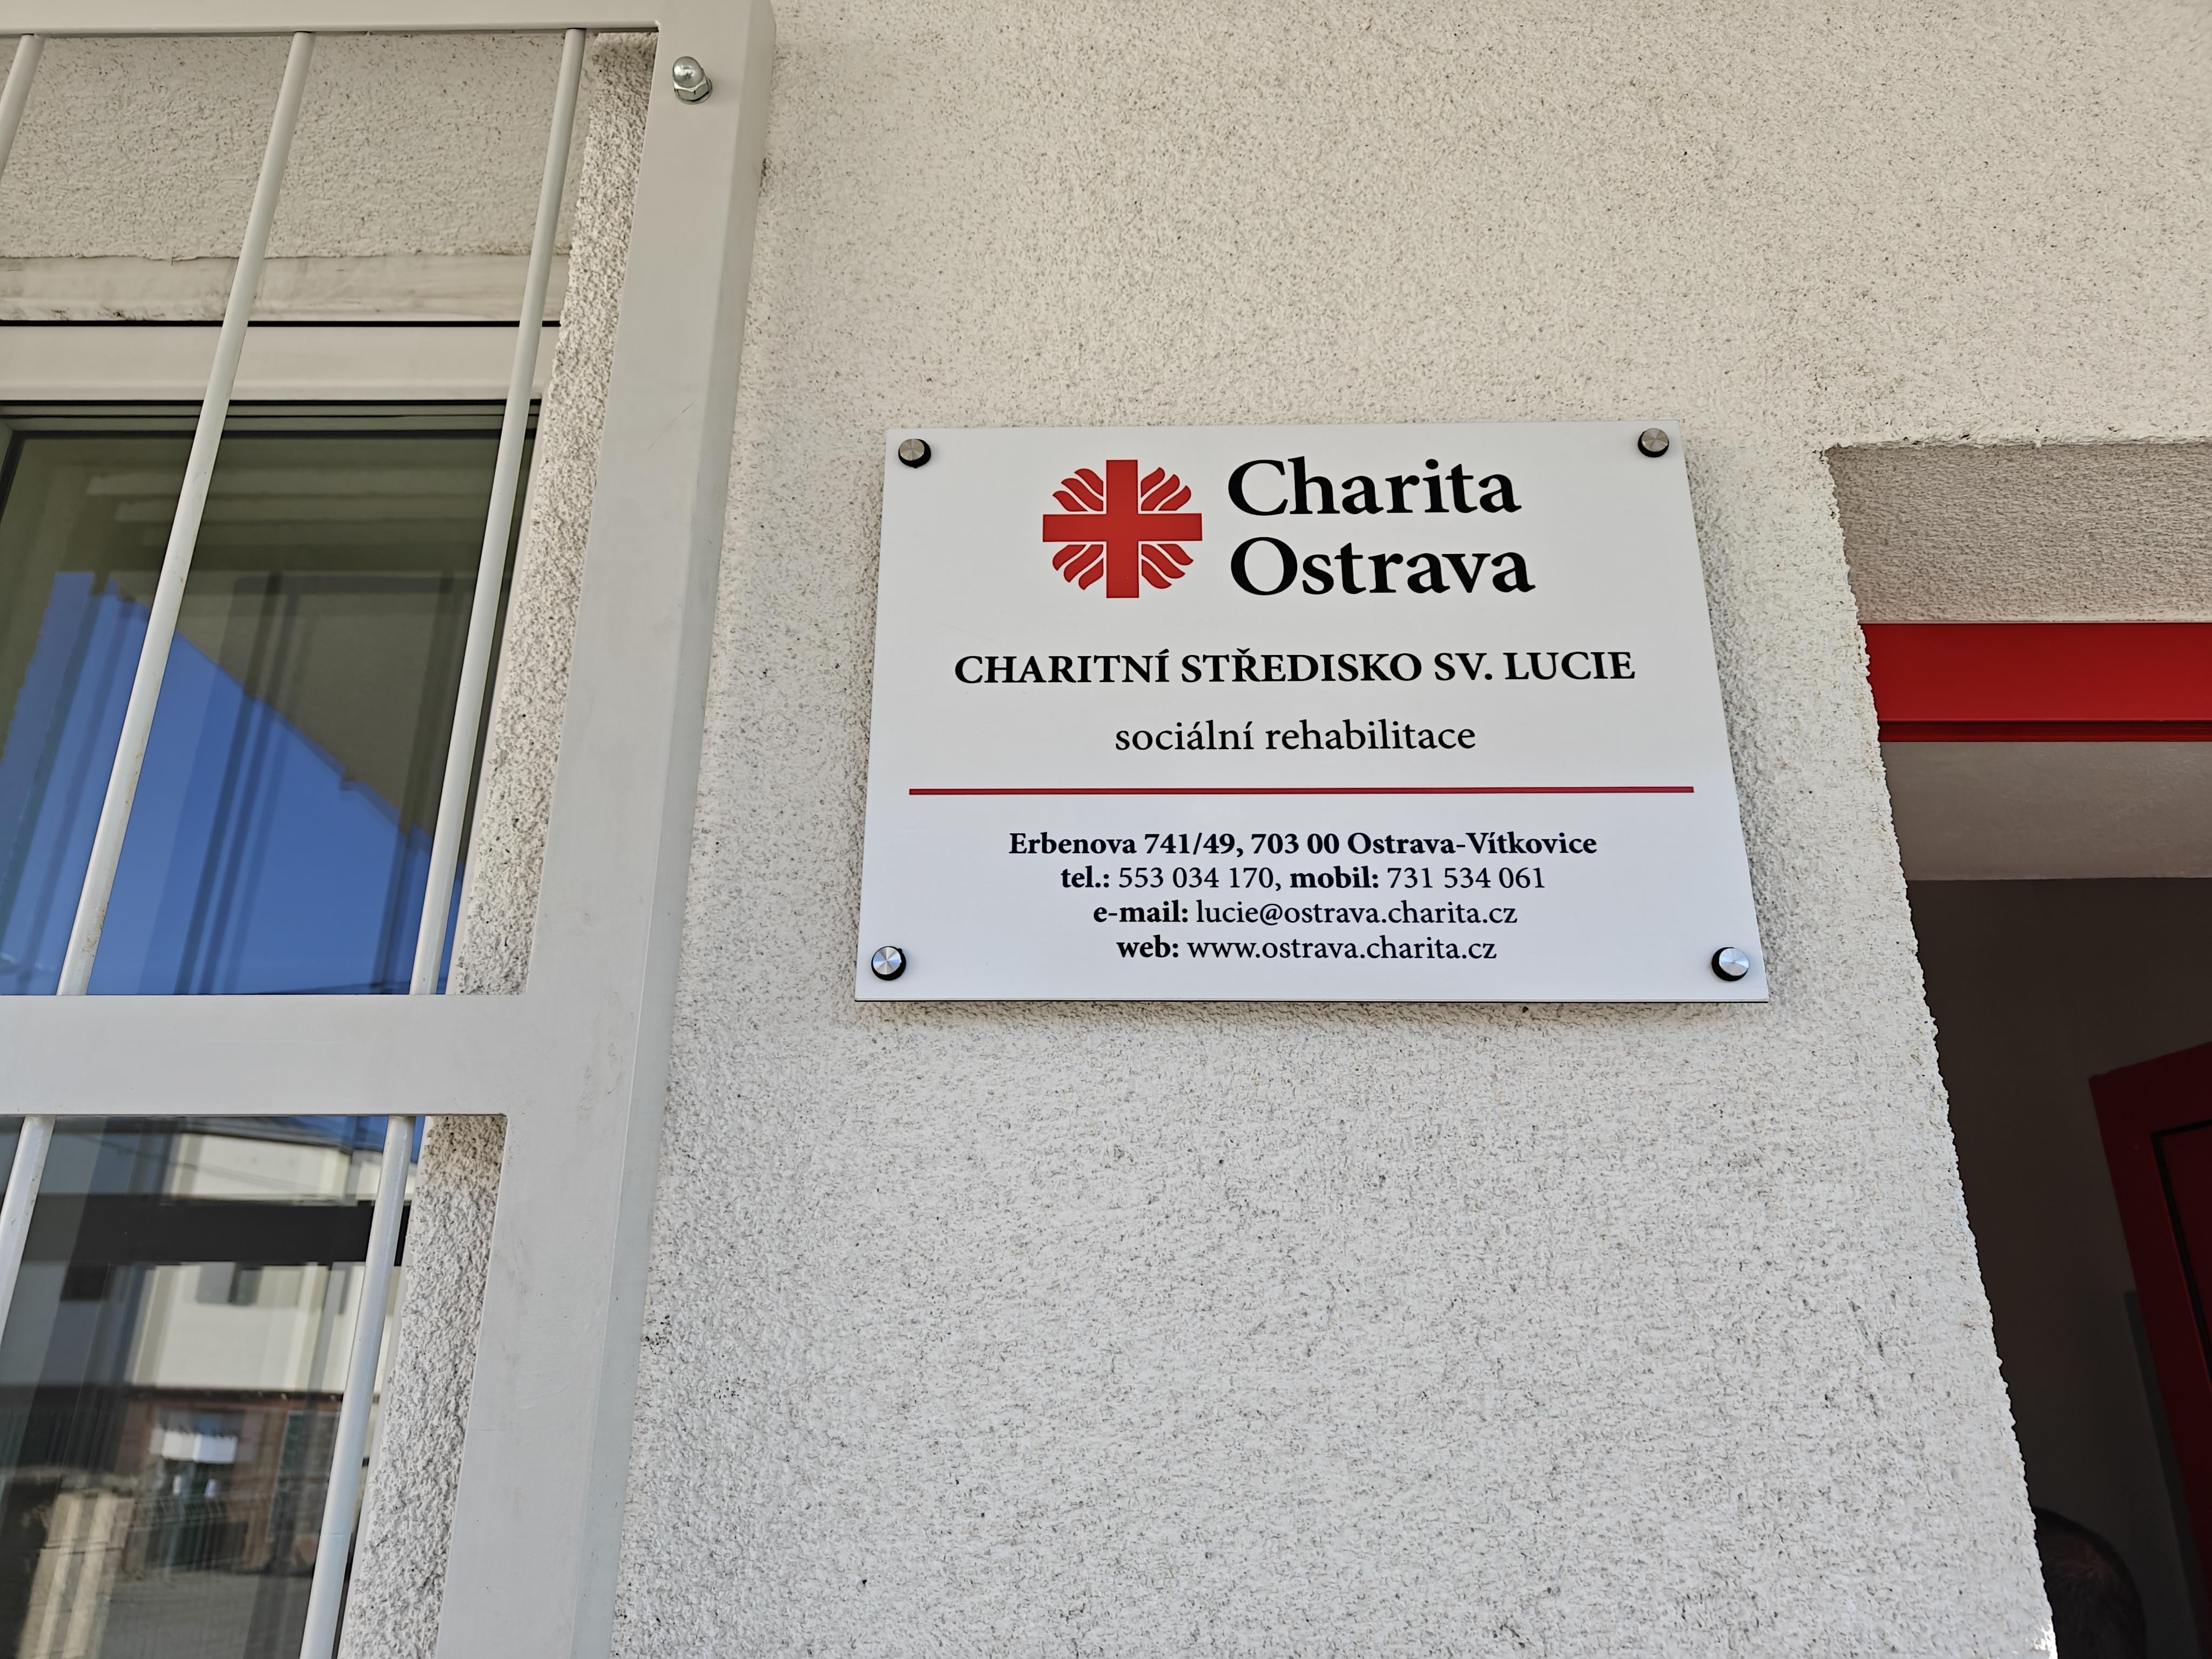 Charita
Ostrava
CHARITNÍ STŘEDISKO SV. LUCIE
sociální rehabilitace
Erbenova 741/49, 703 00 Ostrava-Vítkovice
tel.: 553 034 170, mobil: 731 534 061
e-mail: lucie@ostrava.charita.cz
web: www.ostrava.charita.cz